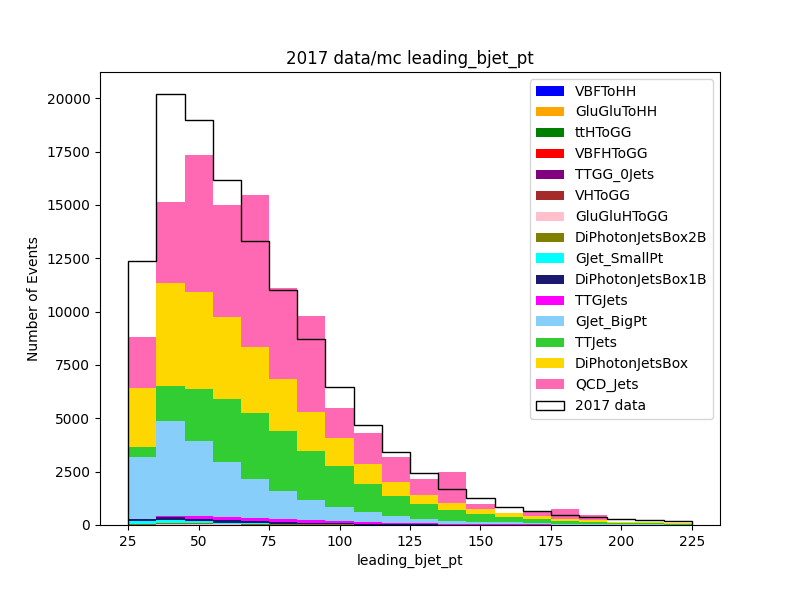 2017 data/mc leading_bjet_pt
Number of Events
20000
17500
15000
12500
10000
7500
5000
2500
0
25
50
75
100
125
150
175
200
225
leading_bjet_pt
VBFToHH
GluGluToHH
ttHToGG
VBFHToGG
TTGG_0Jets
VHToGG
GluGluHToGG
DiPhotonJetsBox2B
GJet_SmallPt
DiPhotonJetsBox1B
TTGJets
GJet_BigPt
TTJets
DiPhotonJetsBox
QCD_Jets
2017 data